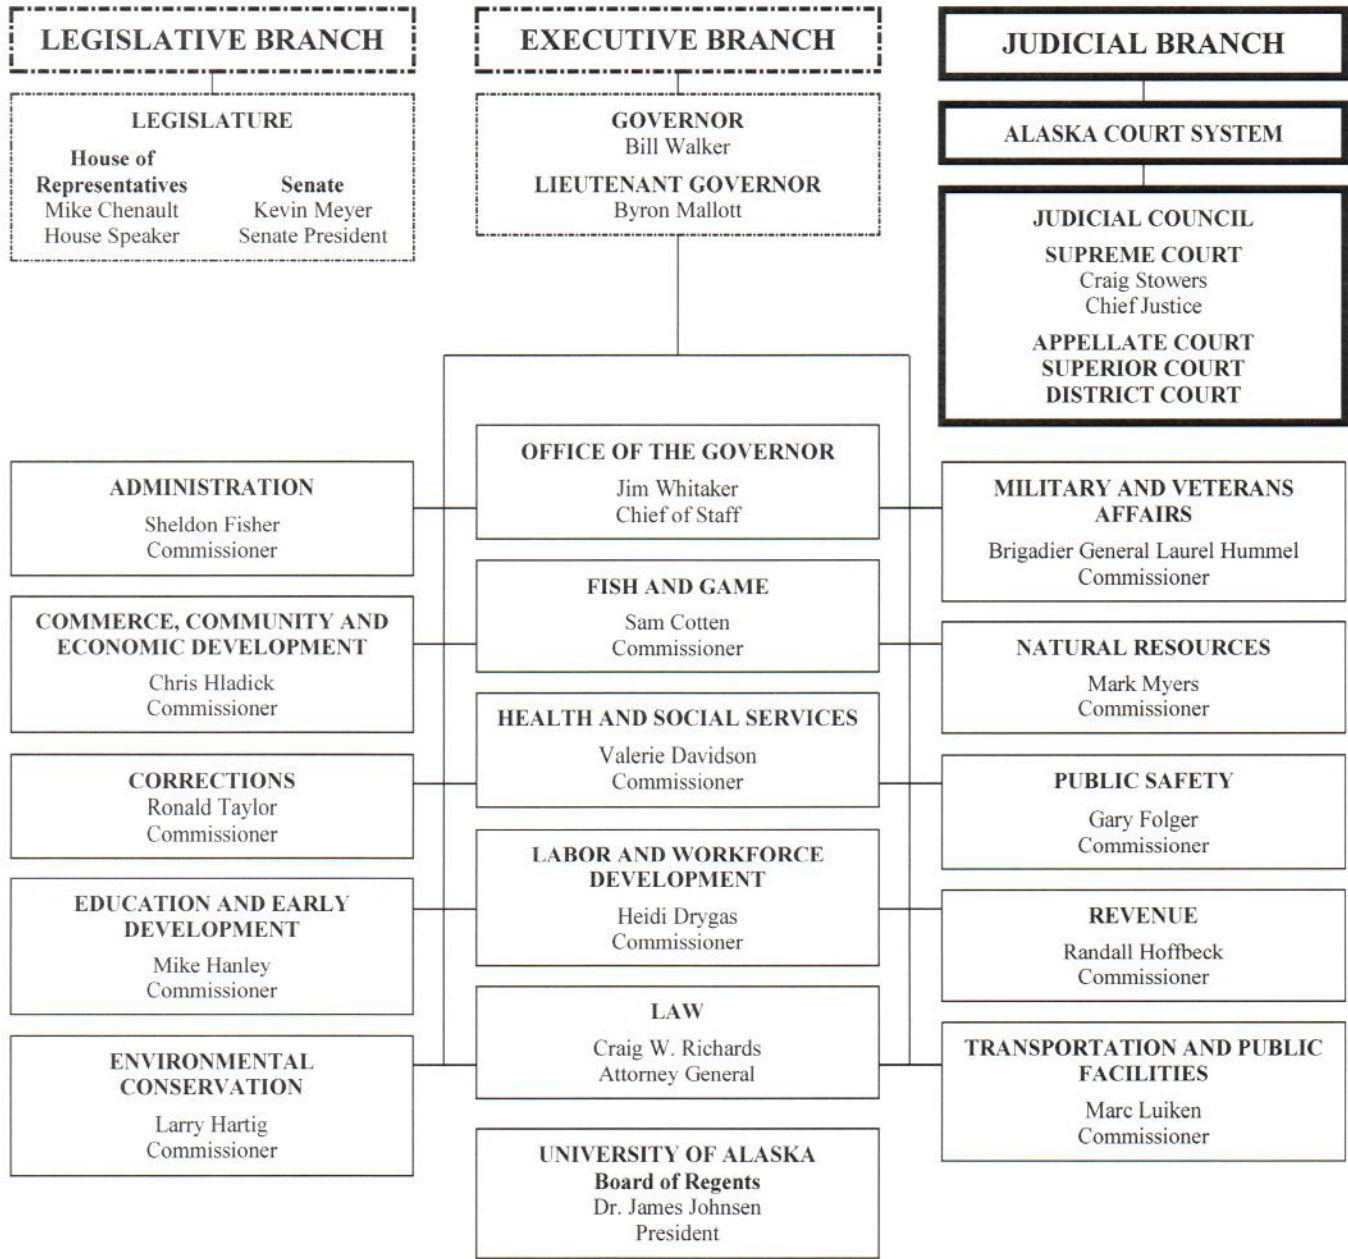 LEGISLATIVE BRANCH
LEGISLATURE
House of
Representatives
Mike Chenault
House Speaker
Senate
Kevin Meyer
Senate President
EXECUTIVE BRANCH
GOVERNOR
Bill Walker
LIEUTENANT GOVERNOR
Byron Mallott
JUDICIAL BRANCH
ALASKA COURT SYSTEM
JUDICIAL COUNCIL
SUPREME COURT
Craig Stowers
Chief Justice
APPELLATE COURT
SUPERIOR COURT
DISTRICT COURT
ADMINISTRATION
Sheldon Fisher
Commissioner
COMMERCE, COMMUNITY AND
ECONOMIC DEVELOPMENT
Chris Hladick
Commissioner
CORRECTIONS
Ronald Taylor
Commissioner
EDUCATION AND EARLY
DEVELOPMENT
Mike Hanley
Commissioner
ENVIRONMENTAL
CONSERVATION
Larry Hartig
Commissioner
OFFICE OF THE GOVERNOR
Jim Whitaker
Chief of Staff
FISH AND GAME
Sam Cotten
Commissioner
HEALTH AND SOCIAL SERVICES
Valerie Davidson
Commissioner
LABOR AND WORKFORCE
DEVELOPMENT
Heidi Drygas
Commissioner
LAW
Craig W. Richards
Attorney General
UNIVERSITY OF ALASKA
Board of Regents
Dr. James Johnsen
President
MILITARY AND VETERANS
AFFAIRS
Brigadier General Laurel Hummel
Commissioner
NATURAL RESOURCES
Mark Myers
Commissioner
PUBLIC SAFETY
Gary Folger
Commissioner
REVENUE
Randall Hoffbeck
Commissioner
TRANSPORTATION AND PUBLIC
FACILITIES
Marc Luiken
Commissioner